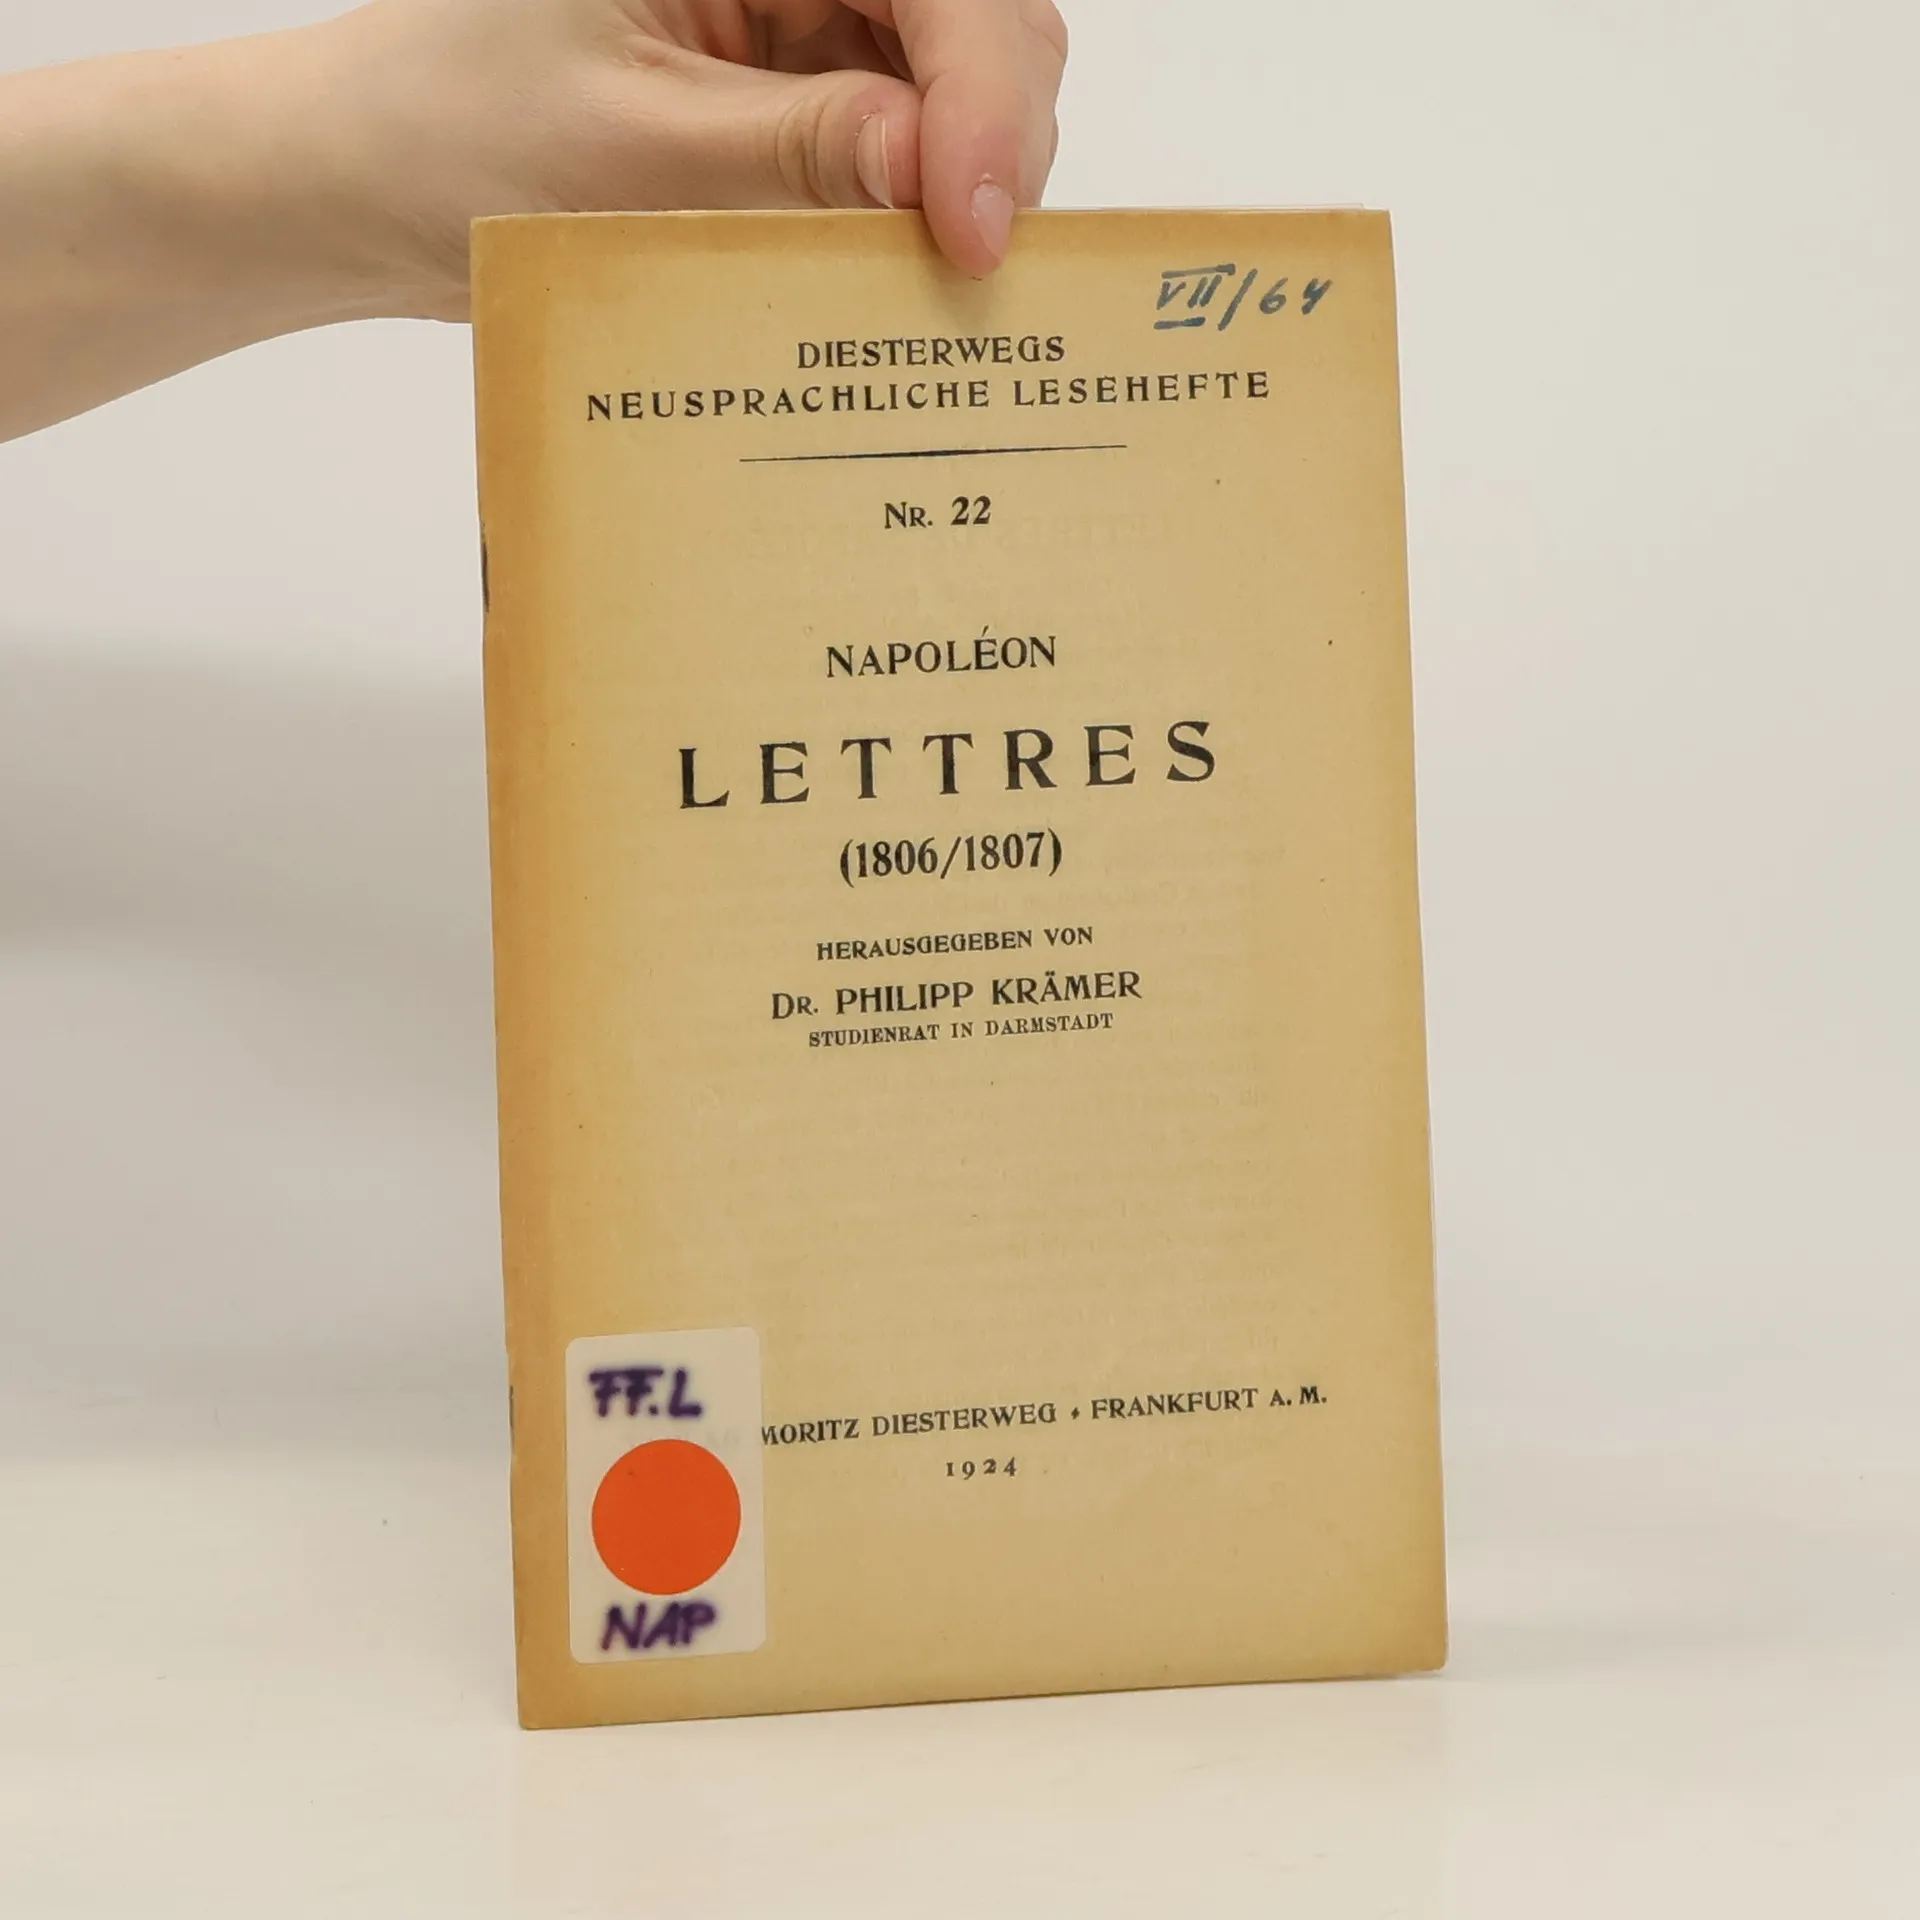 VII/64
DIESTERWEGS
NEUSPRACHLICHE LESEHEFTE
NR. 22
NAPOLÉON
LETTRES
(1806/1807)
HERAUSGEGEBEN VON
DR. PHILIPP KRÄMER
STUDIENRAT IN DARMSTADT
MORITZ DIESTERWEG • FRANKFURT A. M.
1924
FF.L
NAP